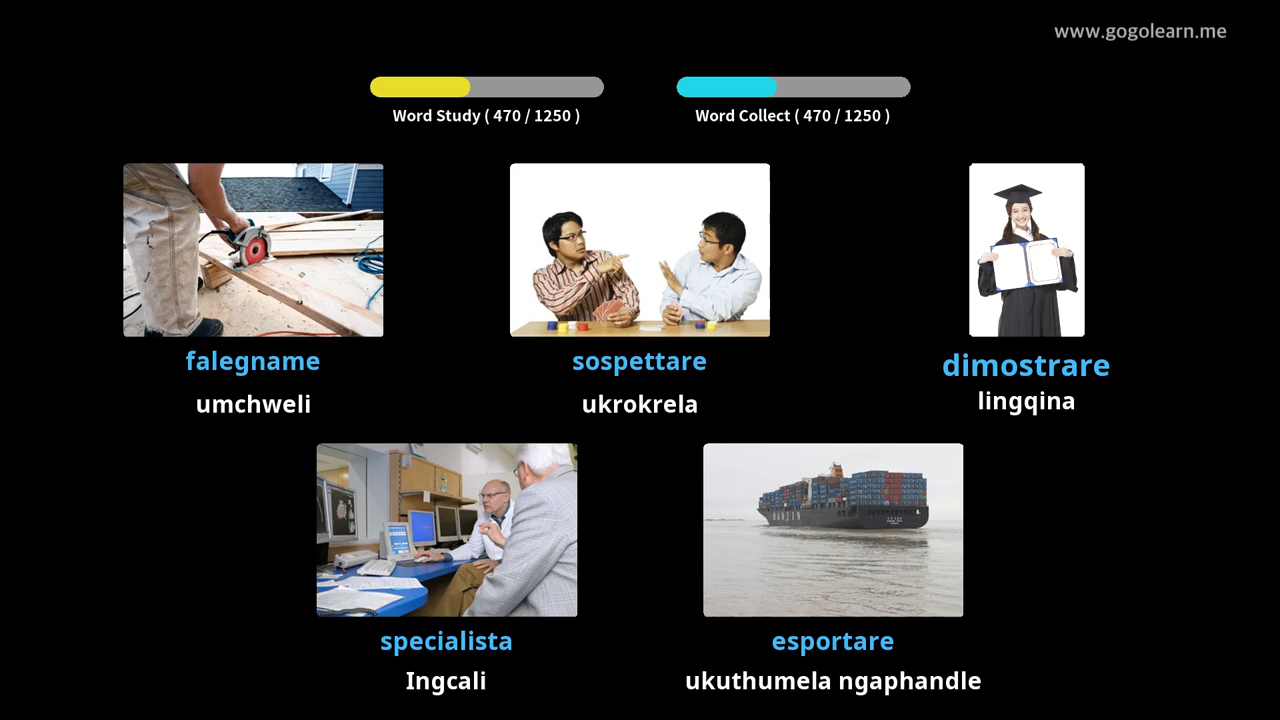 www.gogolearn.me
Word Study ( 470 / 1250 )
Word Collect ( 470 / 1250 )
falegname
umchweli
sospettare
ukrokrela
dimostrare
lingqina
specialista
Ingcali
esportare
ukuthumela ngaphandle